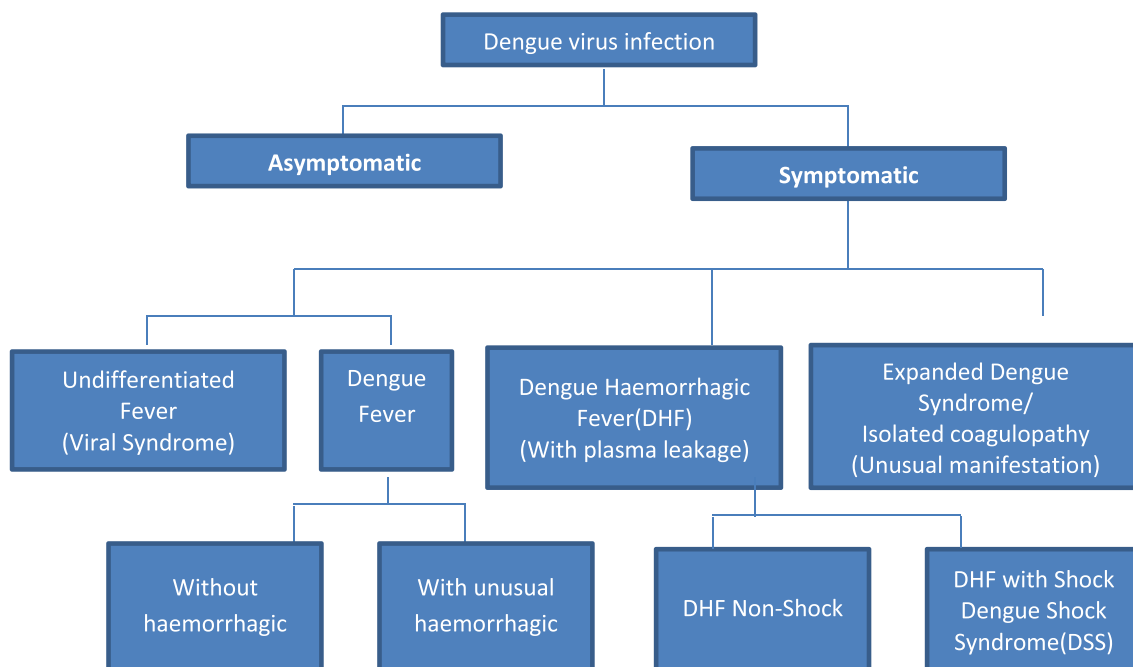 Dengue virus infection
Asymptomatic
Symptomatic
Undifferentiated
Fever
(Viral Syndrome)
Dengue
Fever
Dengue Haemorrhagic
Fever(DHF)
(With plasma leakage)
Expanded Dengue
Syndrome/
Isolated coagulopathy
(Unusual manifestation)
Without
haemorrhagic
With unusual
haemorrhagic
DHF Non-Shock
DHF with Shock
Dengue Shock
Syndrome(DSS)